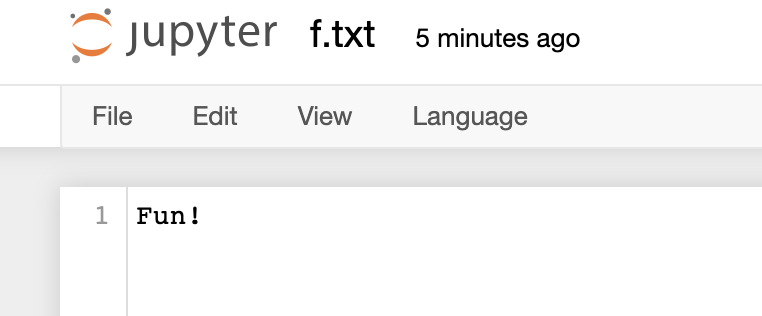 jupyter f.txt 5 minutes ago
File Edit View Language
1 Fun!